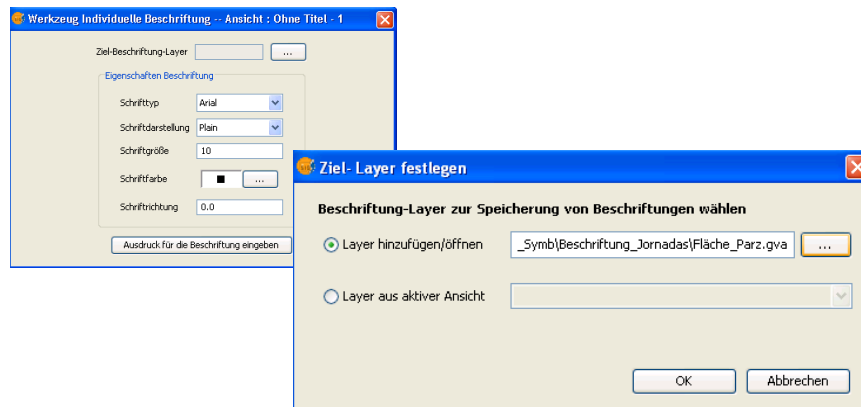 Werkzeug Individuelle Beschriftung -- Ansicht : Ohne Titel - 1
Ziel-Beschriftung-Layer ...
Eigenschaften Beschriftung
Schrifttyp Arial
Schriftdarstellung Plain
Schriftgröße 10
Schriftfarbe ...
Schriftrichtung 0.0
Ausdruck für die Beschriftung eingeben
Ziel- Layer festlegen
Beschriftung-Layer zur Speicherung von Beschriftungen wählen
Layer hinzufügen/öffnen _Symb\Beschriftung_Jornadas\Fläche_Parz.gva ...
Layer aus aktiver Ansicht
OK Abbrechen